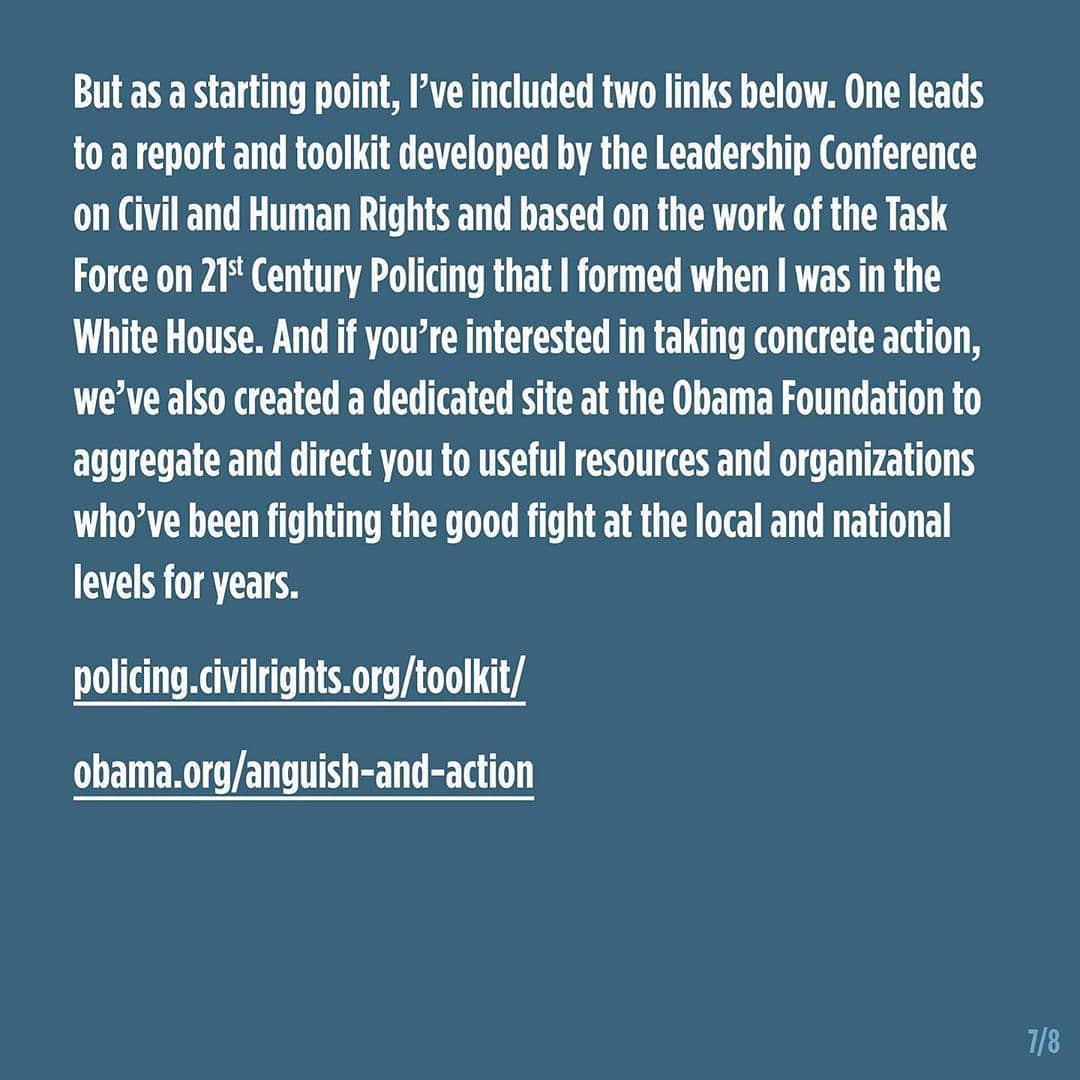 But as a starting point, I’ve included two links below. One leads
to a report and toolkit developed by the Leadership Conference
on Civil and Human Rights and based on the work of the Task
Force on 21st Century Policing that I formed when I was in the
White House. And if you’re interested in taking concrete action,
we’ve also created a dedicated site at the Obama Foundation to
aggregate and direct you to useful resources and organizations
who’ve been fighting the good fight at the local and national
levels for years.
policing.civilrights.org/toolkit/
obama.org/anguish-and-action
7/8